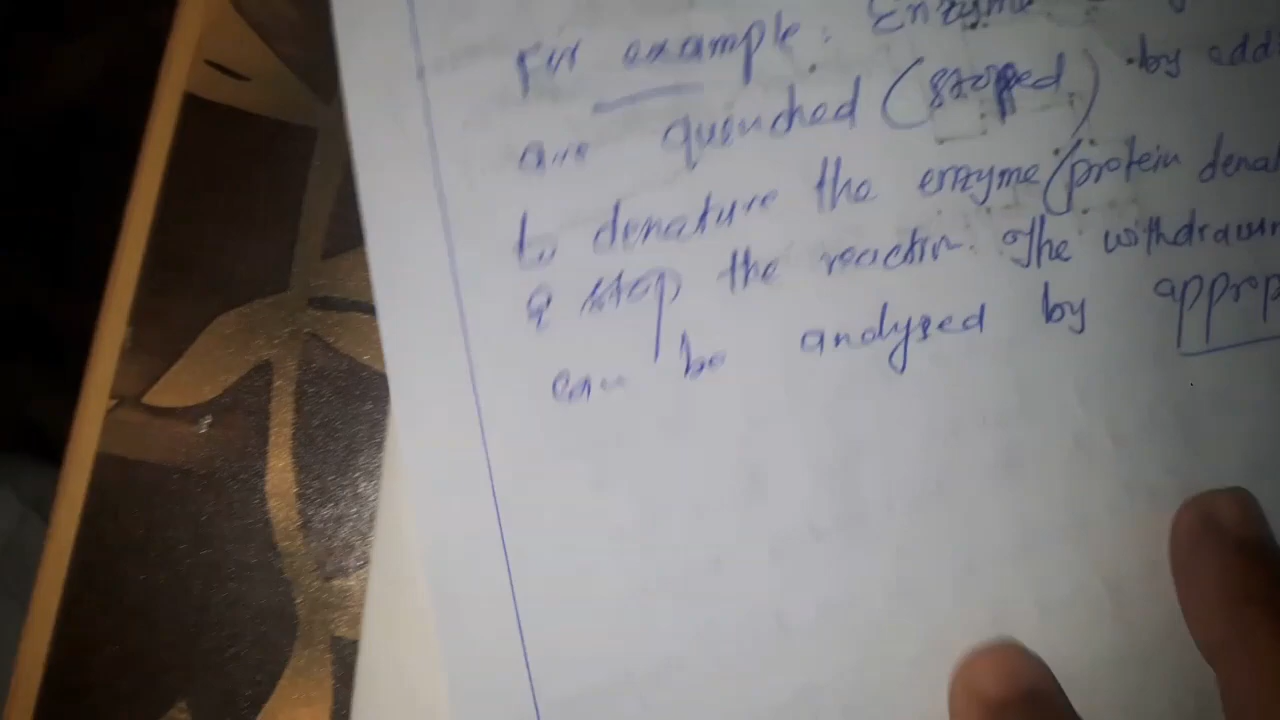 For example: Enzyme
are quenched (stopped) by add
to denature the enzyme (protein denat
& stop the reaction. The withdrawn
can be analysed by approp